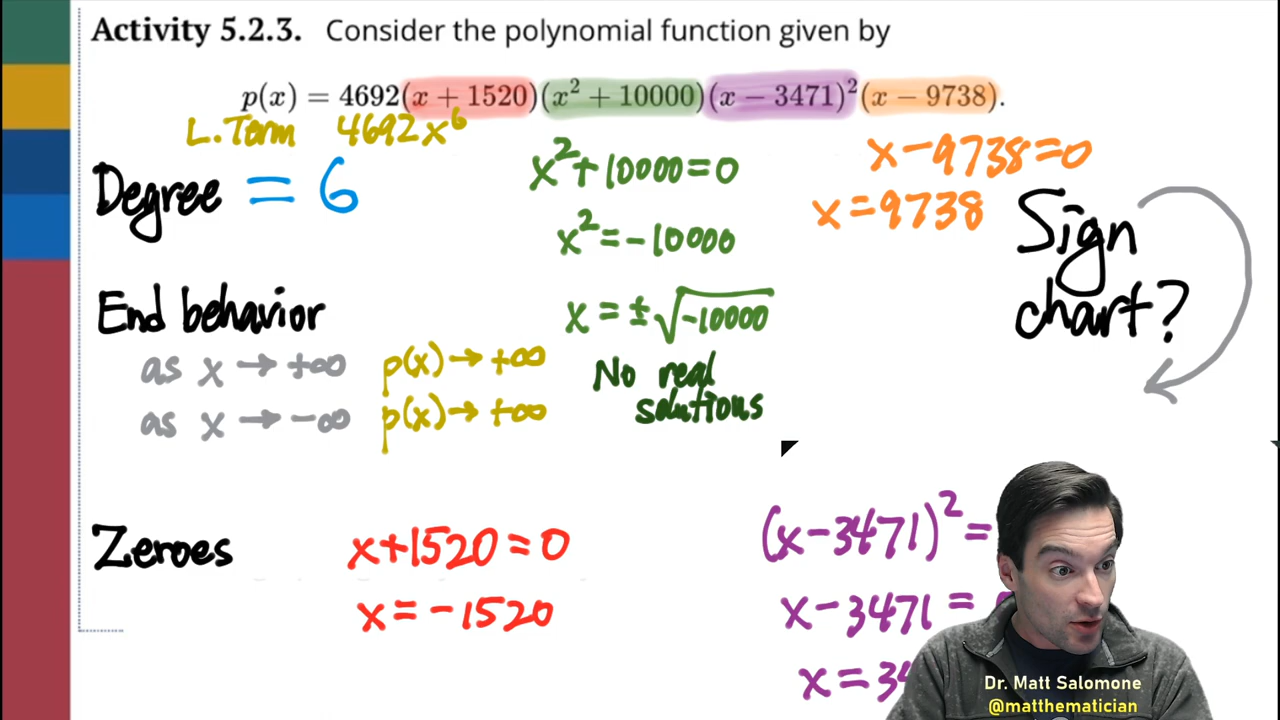 Activity 5.2.3. Consider the polynomial function given by
p(x) = 4692(x + 1520)(x² + 10000)(x − 3471)²(x − 9738).
L. Term 4692x⁶
Degree = 6
x²+10000=0
x²=-10000
x=±√-10000
No real
solutions
x-9738=0
x=9738
Sign
chart?
End behavior
as x → +∞ p(x) → +∞
as x → -∞ p(x) → +∞
Zeroes
x+1520=0
x=-1520
(x-3471)²=
x-3471=
x=34
Dr. Matt Salomone
@matthematician